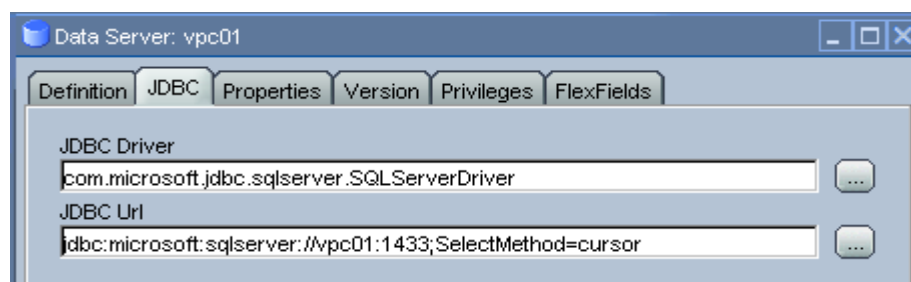 Data Server: vpc01
Definition JDBC Properties Version Privileges FlexFields
JDBC Driver
com.microsoft.jdbc.sqlserver.SQLServerDriver
...
JDBC Url
jdbc:microsoft:sqlserver://vpc01:1433;SelectMethod=cursor
...